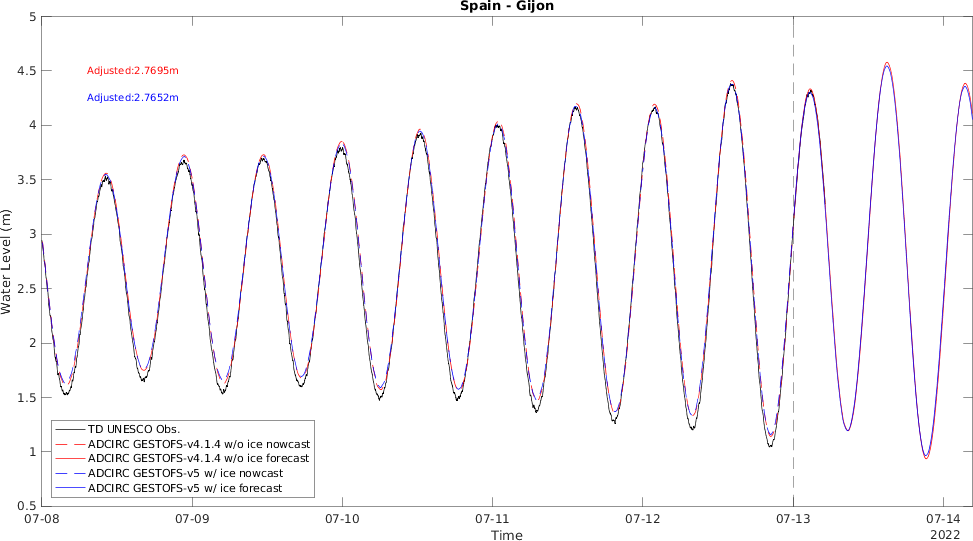 Spain - Gijon
5
4.5
4
3.5
3
2.5
2
1.5
1
0.5
Water Level (m)
Adjusted:2.7695m
Adjusted:2.7652m
TD UNESCO Obs.
ADCIRC GESTOFS-v4.1.4 w/o ice nowcast
ADCIRC GESTOFS-v4.1.4 w/o ice forecast
ADCIRC GESTOFS-v5 w/ ice nowcast
ADCIRC GESTOFS-v5 w/ ice forecast
07-08 07-09 07-10 07-11 07-12 07-13 07-14
2022
Time